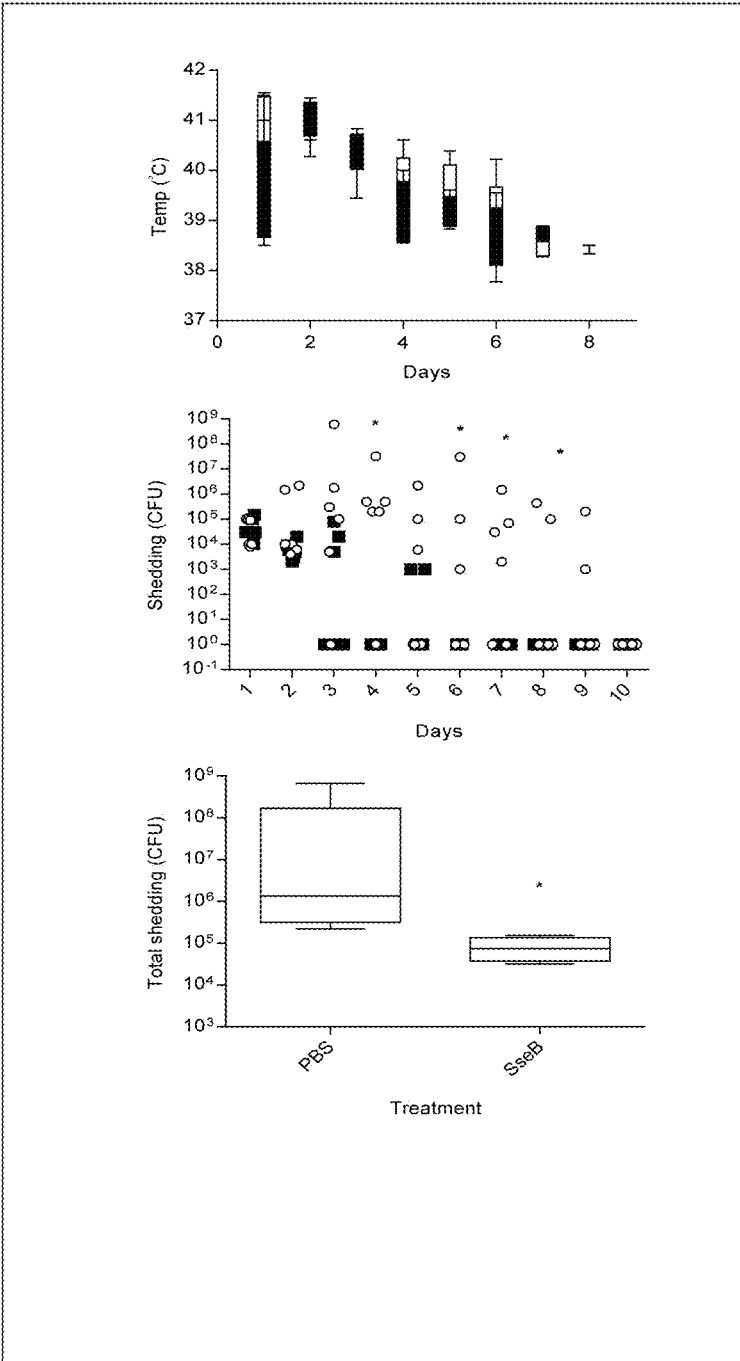 42
41
40
39
38
37
Temp (°C)
0 2 4 6 8
Days
10⁹
10⁸
10⁷
10⁶
10⁵
10⁴
10³
10²
10¹
10⁰
10⁻¹
Shedding (CFU)
* * * *
1 2 3 4 5 6 7 8 9 10
Days
10⁹
10⁸
10⁷
10⁶
10⁵
10⁴
10³
Total shedding (CFU)
*
PBS SseB
Treatment